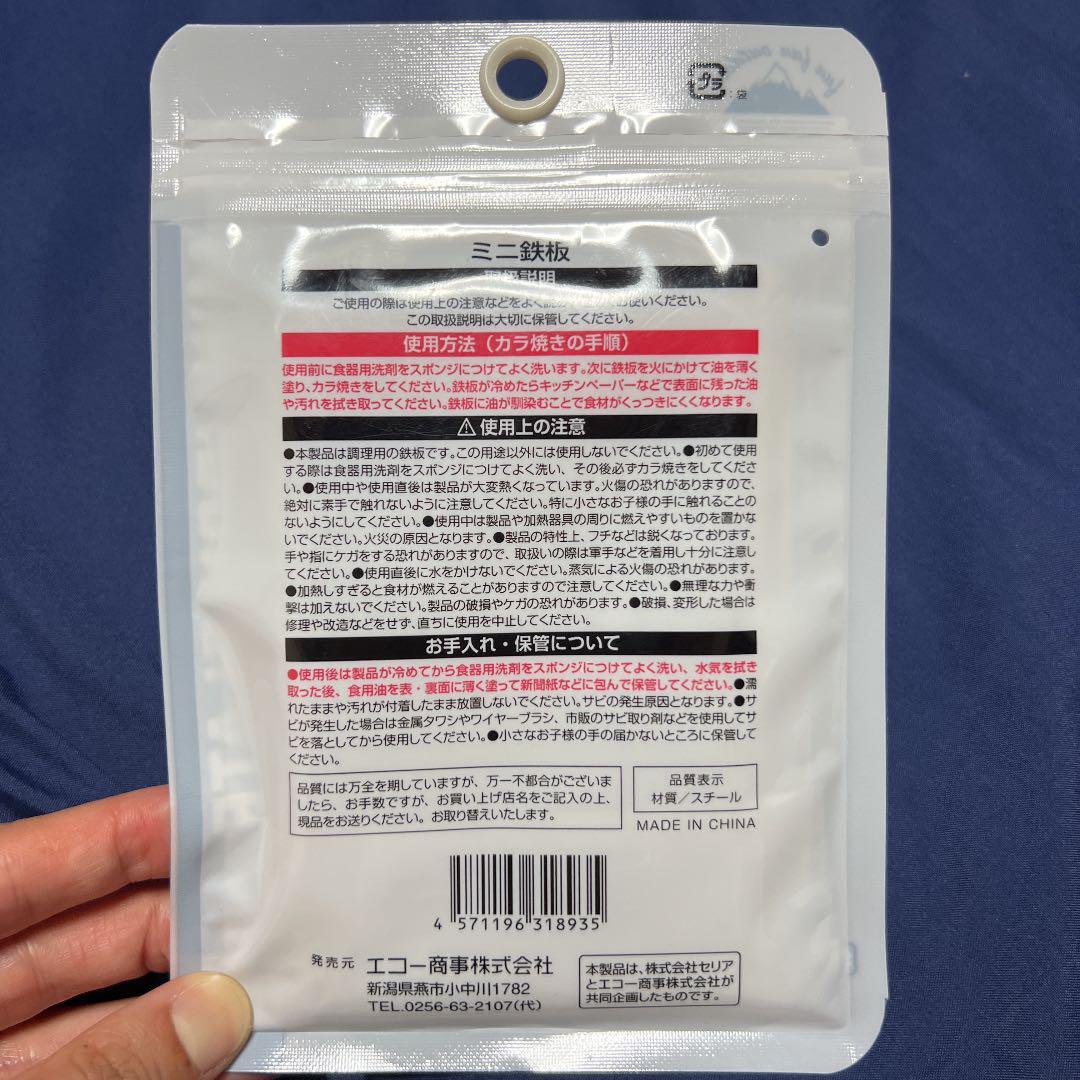 プラ
:袋
ミニ鉄板
取扱説明
ご使用の際は使用上の注意などをよく読み
お使いください。
この取扱説明は大切に保管してください。
使用方法（カラ焼きの手順）
使用前に食器用洗剤をスポンジにつけてよく洗います。次に鉄板を火にかけて油を薄く
塗り、カラ焼きをしてください。鉄板が冷めたらキッチンペーパーなどで表面に残った油
や汚れを拭き取ってください。鉄板に油が馴染むことで食材がくっつきにくくなります。
⚠使用上の注意
●本製品は調理用の鉄板です。この用途以外には使用しないでください。●初めて使用
する際は食器用洗剤をスポンジにつけてよく洗い、その後必ずカラ焼きをしてくださ
い。●使用中や使用直後は製品が大変熱くなっています。火傷の恐れがありますので、
絶対に素手で触れないように注意してください。特に小さなお子様の手に触れることの
ないようにしてください。●使用中は製品や加熱器具の周りに燃えやすいものを置かな
いでください。火災の原因となります。●製品の特性上、フチなどは鋭くなっております。
手や指にケガをする恐れがありますので、取扱いの際は軍手などを着用し十分に注意し
てください。●使用直後に水をかけないでください。蒸気による火傷の恐れがあります。
●加熱しすぎると食材が燃えることがありますので注意してください。●無理な力や衝
撃は加えないでください。製品の破損やケガの恐れがあります。●破損、変形した場合は
修理や改造などをせず、直ちに使用を中止してください。
お手入れ・保管について
●使用後は製品が冷めてから食器用洗剤をスポンジにつけてよく洗い、水気を拭き
取った後、食用油を表・裏面に薄く塗って新聞紙などに包んで保管してください。●濡
れたままや汚れが付着したまま放置しないでください。サビの発生原因となります。●サ
ビが発生した場合は金属タワシやワイヤーブラシ、市販のサビ取り剤などを使用してサ
ビを落としてから使用してください。●小さなお子様の手の届かないところに保管して
ください。
品質には万全を期していますが、万一不都合がございま
したら、お手数ですが、お買い上げ店名をご記入の上、
現品をお送りください。お取り替えいたします。
品質表示
材質／スチール
MADE IN CHINA
4 571196 318935
発売元 エコー商事株式会社
新潟県燕市小中川1782
TEL.0256-63-2107(代)
本製品は、株式会社セリア
とエコー商事株式会社が
共同企画したものです。